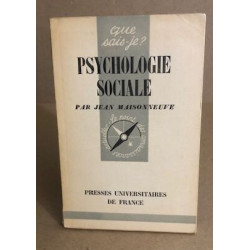 que
sais-je?
PSYCHOLOGIE
SOCIALE
PAR JEAN MAISONNEUVE
PRESSES UNIVERSITAIRES
DE FRANCE